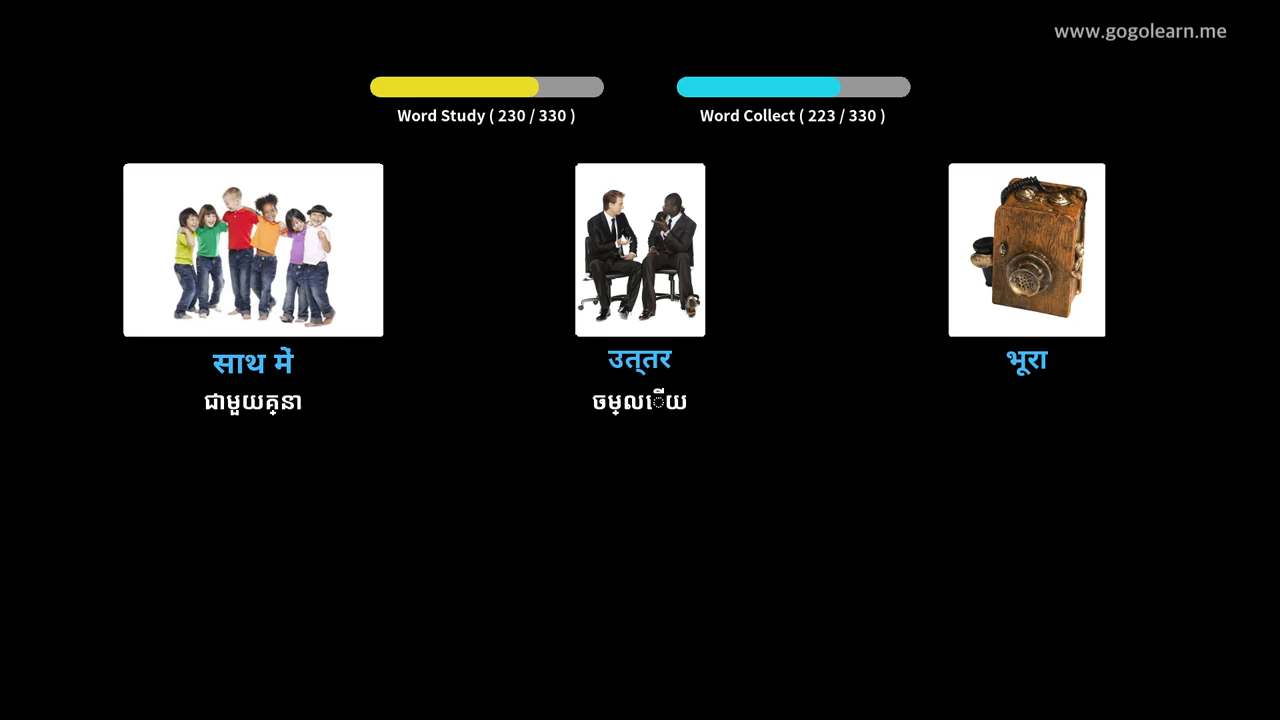 www.gogolearn.me
Word Study ( 230 / 330 )
Word Collect ( 223 / 330 )
साथ में
उत्तर
भूरा
ជាមួយគ្នា
ចម្លើយ